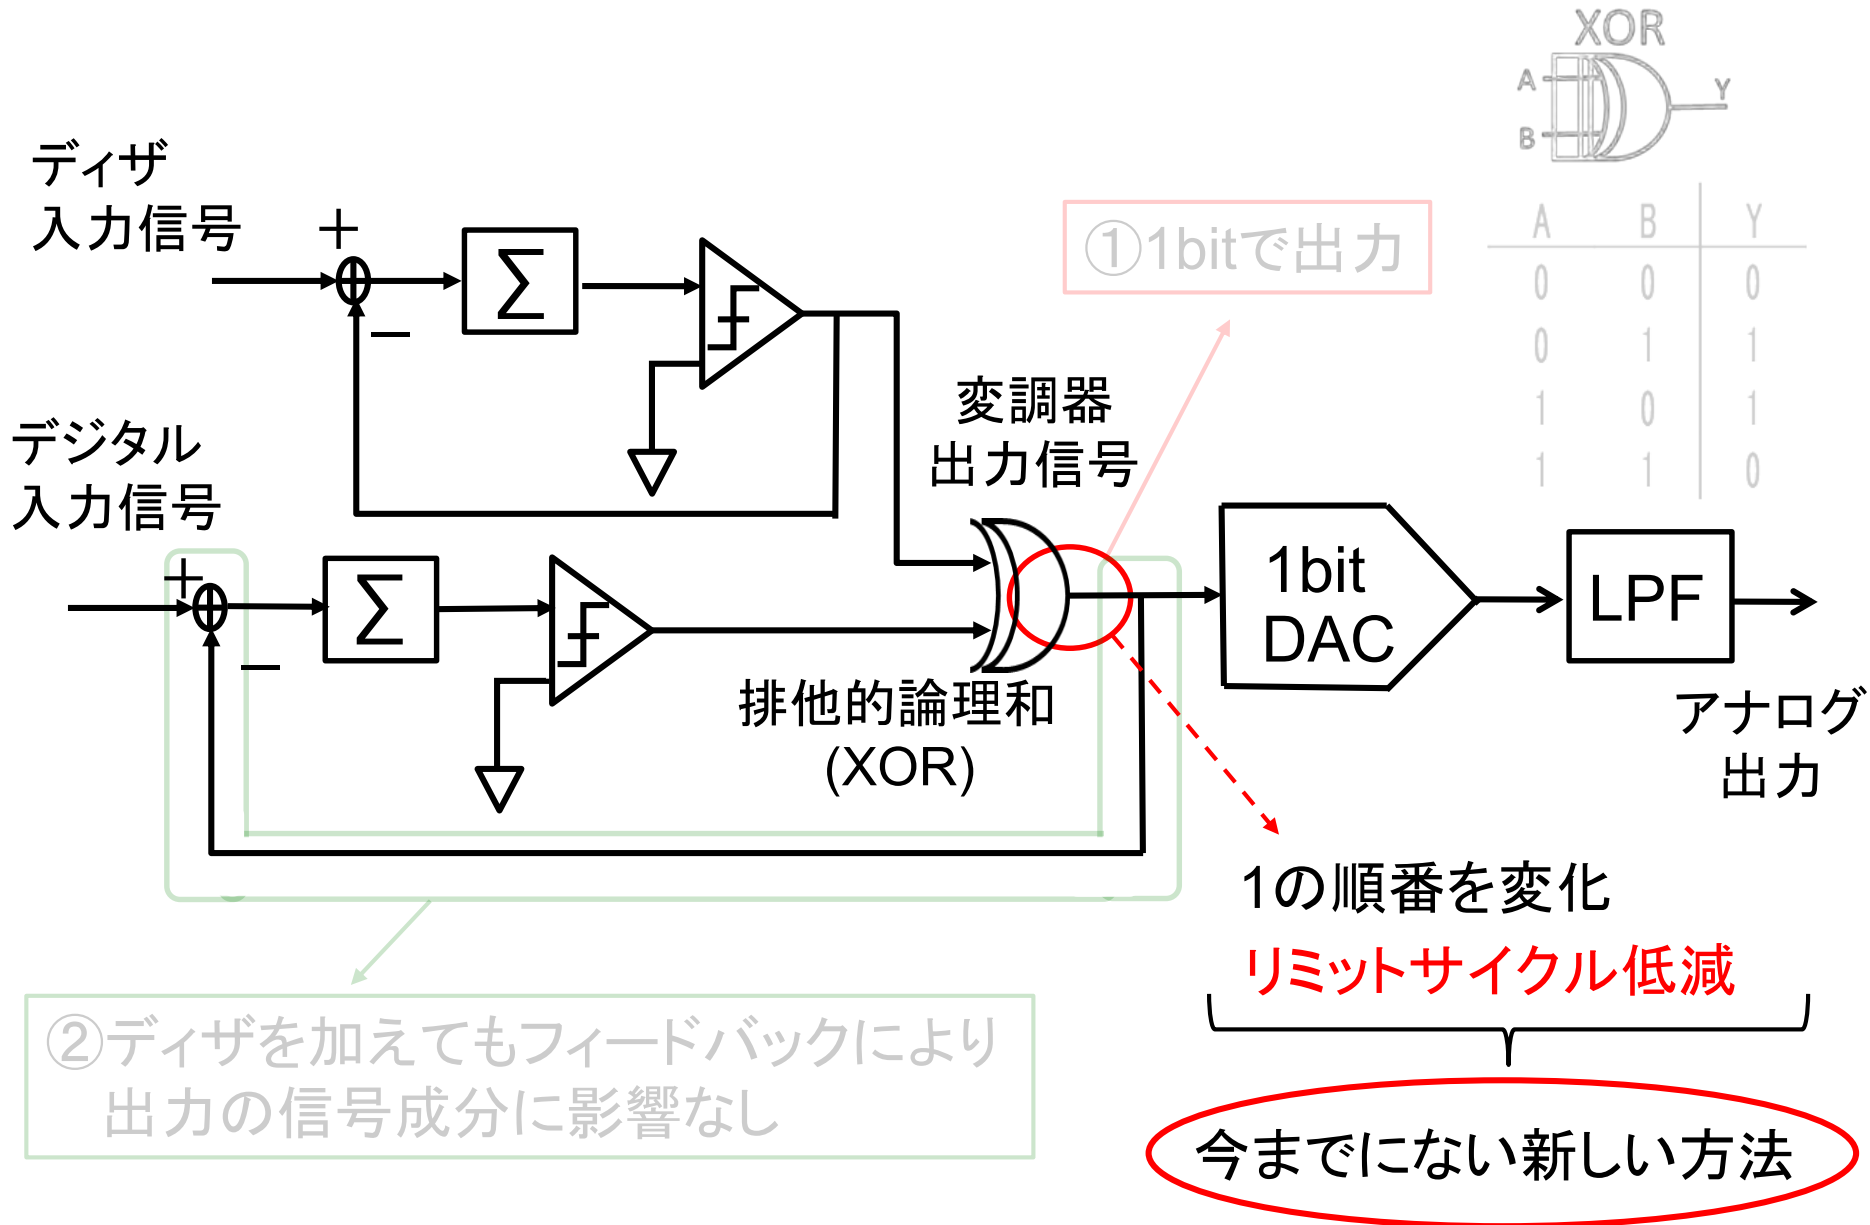 XOR
A
Y
B
ディザ
入力信号
+
−
Σ
①1bitで出力
A B Y
0 0 0
0 1 1
1 0 1
1 1 0
デジタル
入力信号
+
−
Σ
変調器
出力信号
排他的論理和
(XOR)
1bit
DAC
LPF
アナログ
出力
1の順番を変化
リミットサイクル低減
②ディザを加えてもフィードバックにより
出力の信号成分に影響なし
今までにない新しい方法